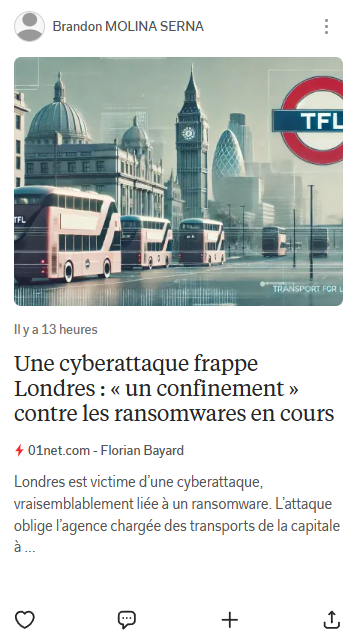 Brandon MOLINA SERNA
TFL
TFL
TRANSPORT FOR L
Il y a 13 heures
Une cyberattaque frappe
Londres : « un confinement »
contre les ransomwares en cours
01net.com - Florian Bayard
Londres est victime d’une cyberattaque,
vraisemblablement liée à un ransomware. L’attaque
oblige l’agence chargée des transports de la capitale
à ...